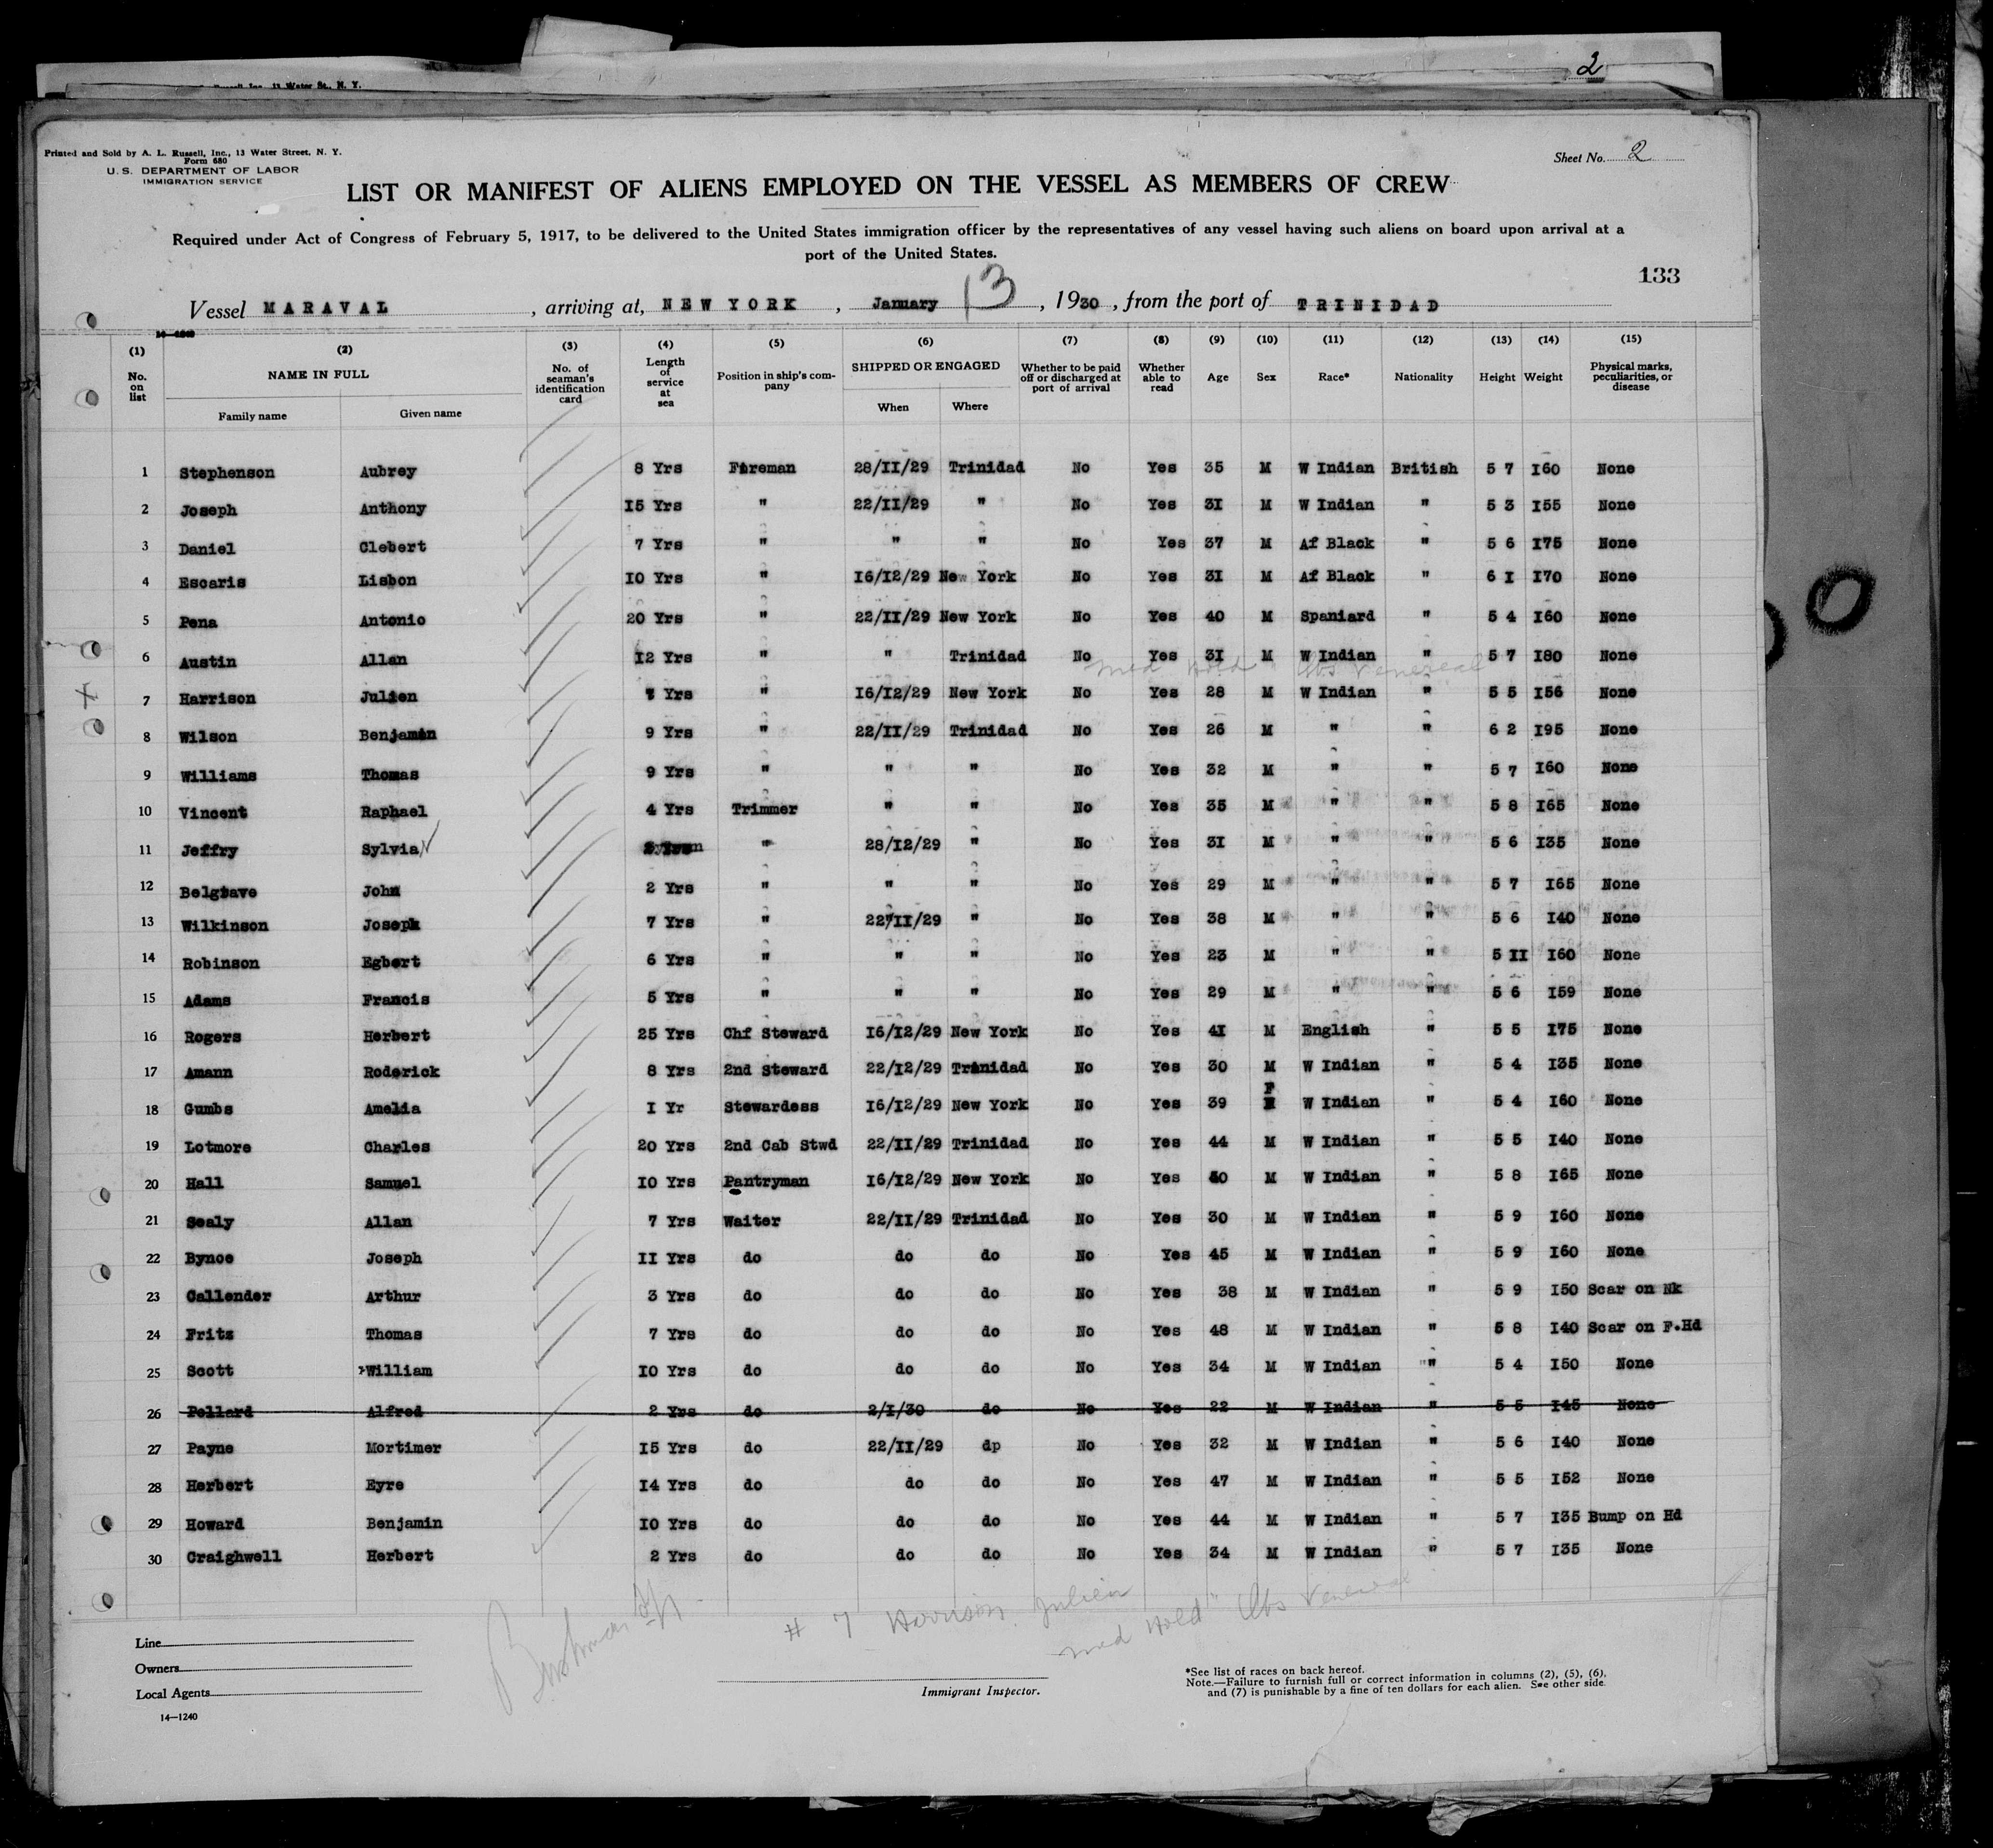 2
Printed and Sold by A. L. Russell, Inc., 13 Water Street, N. Y.
Form 680
U. S. DEPARTMENT OF LABOR
IMMIGRATION SERVICE
Sheet No. 2
LIST OR MANIFEST OF ALIENS EMPLOYED ON THE VESSEL AS MEMBERS OF CREW
Required under Act of Congress of February 5, 1917, to be delivered to the United States immigration officer by the representatives of any vessel having such aliens on board upon arrival at a
port of the United States.
133
Vessel MARAVAL, arriving at, NEW YORK, January 13, 1930, from the port of TRINIDAD
(1) No. on list (2) NAME IN FULL Family name Given name (3) No. of seaman's identification card (4) Length of service at sea (5) Position in ship's company (6) SHIPPED OR ENGAGED When Where (7) Whether to be paid off or discharged at port of arrival (8) Whether able to read (9) Age (10) Sex (11) Race* (12) Nationality (13) Height (14) Weight (15) Physical marks, peculiarities, or disease
1 Stephenson Aubrey 8 Yrs Foreman 28/II/29 Trinidad No Yes 35 M W Indian British 5 7 I60 None
2 Joseph Anthony I5 Yrs " 22/II/29 " No Yes 3I M W Indian " 5 3 I55 None
3 Daniel Clebert 7 Yrs " " " No Yes 37 M Af Black " 5 6 I75 None
4 Escaris Lisbon I0 Yrs " I6/I2/29 New York No Yes 3I M Af Black " 6 I I70 None
5 Pena Antonio 20 Yrs " 22/II/29 New York No Yes 40 M Spaniard " 5 4 I60 None
6 Austin Allan I2 Yrs " " Trinidad No Yes 3I M W Indian " 5 7 I80 None
med Hold Obs Venereal
7 Harrison Julien Yrs " I6/I2/29 New York No Yes 28 M W Indian " 5 5 I56 None
8 Wilson Benjamin 9 Yrs " 22/II/29 Trinidad No Yes 26 M " " 6 2 I95 None
9 Williams Thomas 9 Yrs " " " No Yes 32 M " " 5 7 I60 None
10 Vincent Raphael 4 Yrs Trimmer " " No Yes 35 M " " 5 8 I65 None
11 Jeffry Sylvia " 28/I2/29 " No Yes 3I M " " 5 6 I35 None
12 Belgrave John 2 Yrs " " " No Yes 29 M " " 5 7 I65 None
13 Wilkinson Joseph 7 Yrs " 22/II/29 " No Yes 38 M " " 5 6 I40 None
14 Robinson Egbert 6 Yrs " " " No Yes 23 M " " 5 II I60 None
15 Adams Francis 5 Yrs " " " No Yes 29 M " " 5 6 I59 None
16 Rogers Herbert 25 Yrs Chf Steward I6/I2/29 New York No Yes 4I M English " 5 5 I75 None
17 Amann Roderick 8 Yrs 2nd Steward 22/I2/29 Trinidad No Yes 30 M W Indian " 5 4 I35 None
18 Gumbs Amelia I Yr Stewardess I6/I2/29 New York No Yes 39 F W Indian " 5 4 I60 None
19 Lotmore Charles 20 Yrs 2nd Cab Stwd 22/II/29 Trinidad No Yes 44 M W Indian " 5 5 I40 None
20 Hall Samuel I0 Yrs Pantryman I6/I2/29 New York No Yes M W Indian " 5 8 I65 None
21 Sealy Allan 7 Yrs Waiter 22/II/29 Trinidad No Yes 30 M W Indian " 5 9 I60 None
22 Bynoe Joseph II Yrs do do do No Yes 45 M W Indian " 5 9 I60 None
23 Callender Arthur 3 Yrs do do do No Yes 38 M W Indian " 5 9 I50 Scar on Nk
24 Fritz Thomas 7 Yrs do do do No Yes 48 M W Indian " 5 8 I40 Scar on F.Hd
25 Scott William I0 Yrs do do do No Yes 34 M W Indian " 5 4 I50 None
26 Pollard Alfred 2 Yrs do 2/I/30 do No Yes 22 M W Indian " 5 5 I45 None
27 Payne Mortimer I5 Yrs do 22/II/29 dp No Yes 32 M W Indian " 5 6 I40 None
28 Herbert Eyre I4 Yrs do do do No Yes 47 M W Indian " 5 5 I52 None
29 Howard Benjamin I0 Yrs do do do No Yes 44 M W Indian " 5 7 I35 Bump on Hd
30 Craighwell Herbert 2 Yrs do do do No Yes 34 M W Indian " 5 7 I35 None
# 7 Harrison, Julien
med Hold" Obs Venereal
Line
Owners
Local Agents
14—1240
Immigrant Inspector.
*See list of races on back hereof.
Note.—Failure to furnish full or correct information in columns (2), (5), (6),
and (7) is punishable by a fine of ten dollars for each alien. See other side.